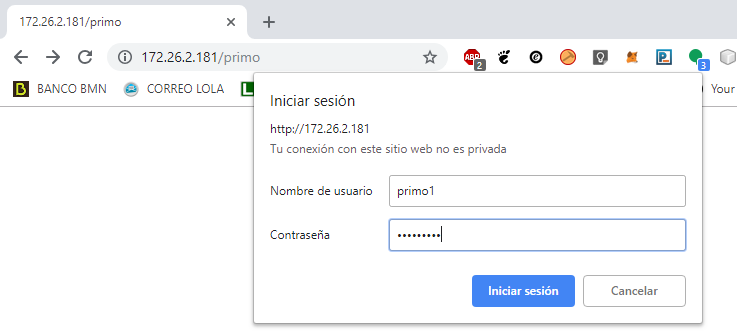 172.26.2.181/primo
172.26.2.181/primo
ABP
2
3
BANCO BMN
CORREO LOLA
Your
Iniciar sesión
http://172.26.2.181
Tu conexión con este sitio web no es privada
Nombre de usuario
primo1
Contraseña
•••••••••
Iniciar sesión
Cancelar